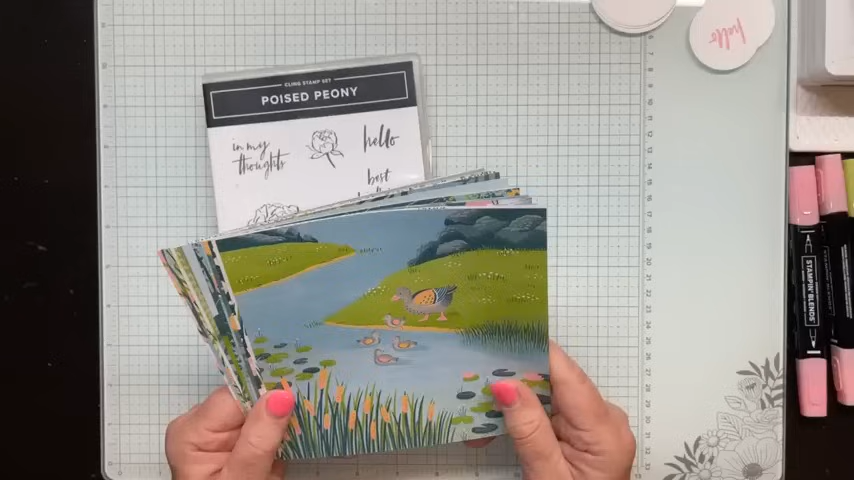 CLING STAMP SET
POISED PEONY
in my
thoughts
hello
best
hello
STAMPIN' BLENDS